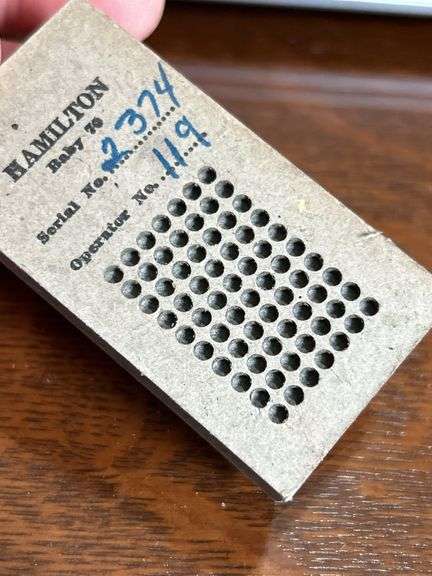 HAMILTON
Baby 70
Serial No. 2374
Operator No. 119